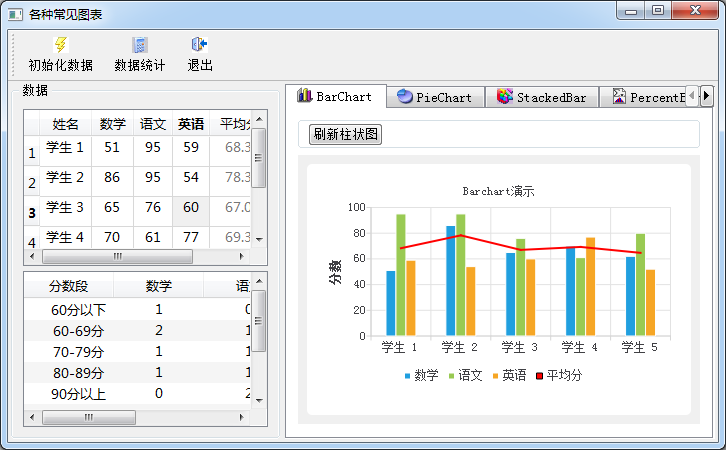 各种常见图表
初始化数据 数据统计 退出
数据
姓名 数学 语文 英语 平均分
1 学生 1 51 95 59 68.3
2 学生 2 86 95 54 78.3
3 学生 3 65 76 60 67.0
4 学生 4 70 61 77 69.3
分数段 数学
60分以下 1
60-69分 2 1
70-79分 1 1
80-89分 1 1
90分以上 0 2
BarChart PieChart StackedBar
刷新柱状图
Barchart演示
分数
100
80
60
40
20
0
学生 1 学生 2 学生 3 学生 4 学生 5
数学 语文 英语 平均分